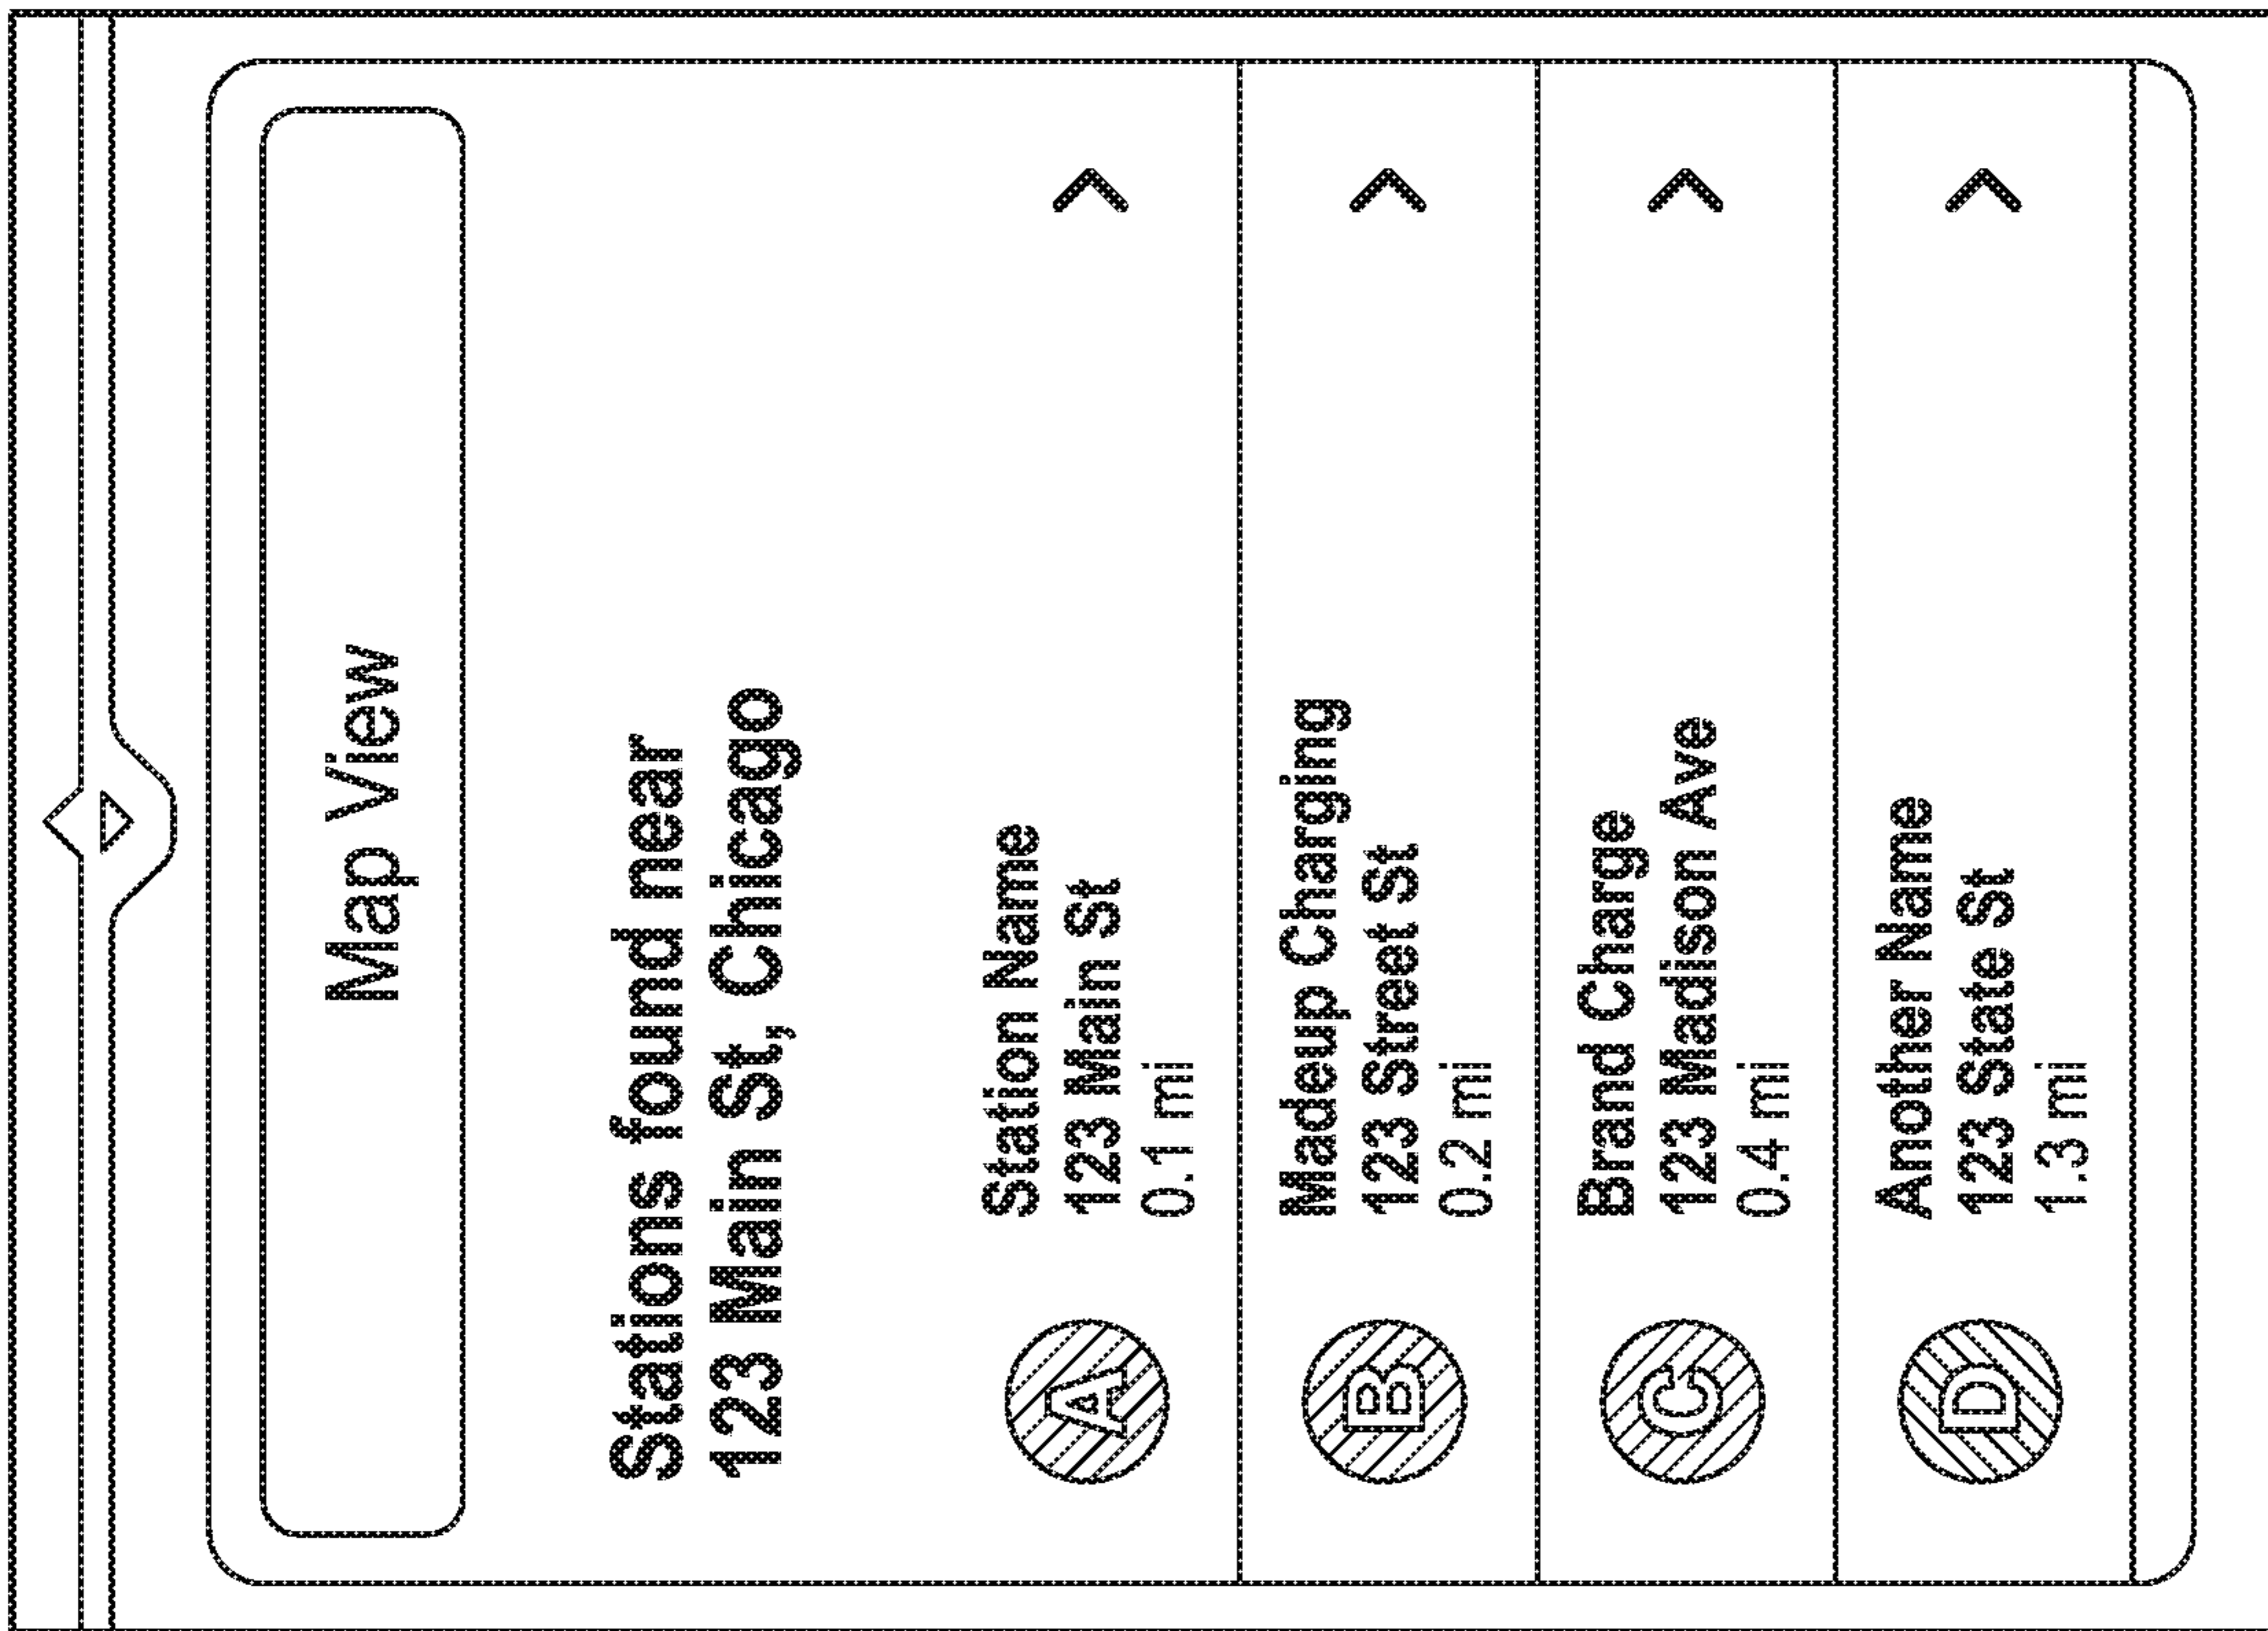 Map View
Stations found near
123 Main St, Chicago
A
Station Name
123 Main St
0.1 mi
B
Madeup Charging
123 Street St
0.2 mi
C
Brand Charge
123 Madison Ave
0.4 mi
D
Another Name
123 State St
1.3 mi